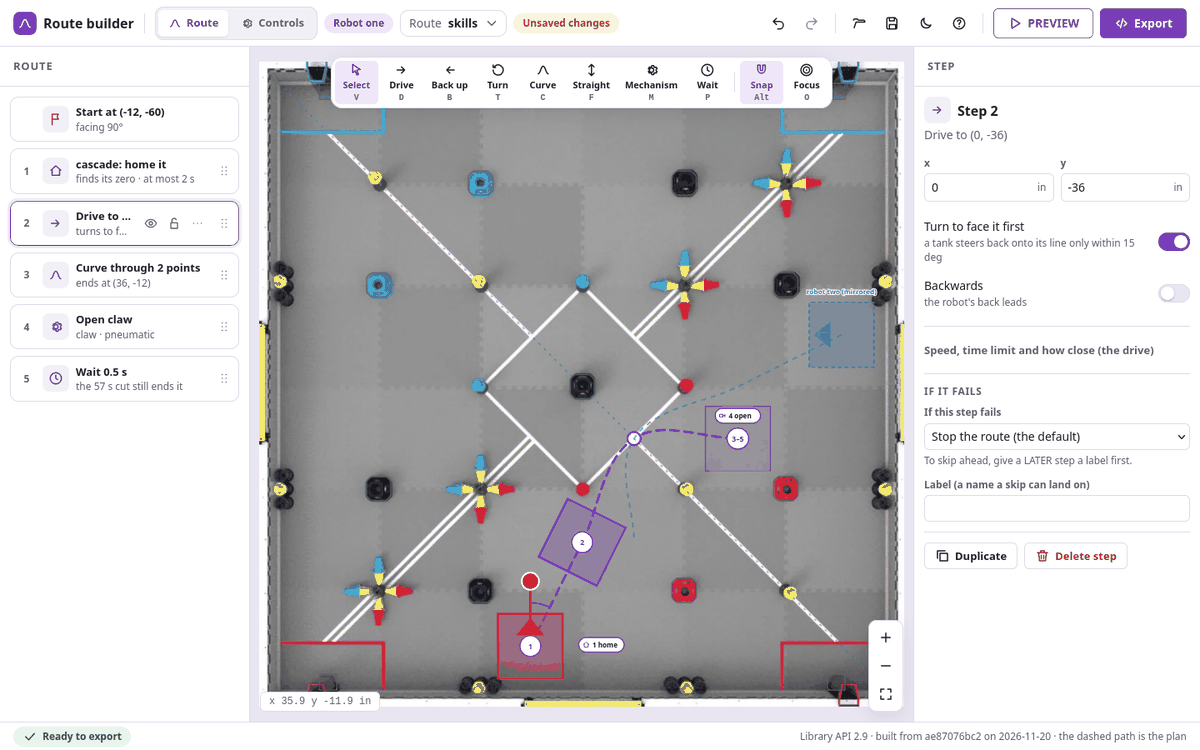 Route builder
Route
Controls
Robot one
Route skills
Unsaved changes
PREVIEW
Export
ROUTE
Start at (-12, -60)
facing 90°
1
cascade: home it
finds its zero · at most 2 s
2
Drive to ...
turns to f...
3
Curve through 2 points
ends at (36, -12)
4
Open claw
claw · pneumatic
5
Wait 0.5 s
the 57 s cut still ends it
Select
V
Drive
D
Back up
B
Turn
T
Curve
C
Straight
F
Mechanism
M
Wait
P
Snap
Alt
Focus
O
robot two (mirrored)
4 open
3-5
2
1
1 home
x 35.9 y -11.9 in
STEP
Step 2
Drive to (0, -36)
x
y
0 in
-36 in
Turn to face it first
a tank steers back onto its line only within 15
deg
Backwards
the robot's back leads
Speed, time limit and how close (the drive)
IF IT FAILS
If this step fails
Stop the route (the default)
To skip ahead, give a LATER step a label first.
Label (a name a skip can land on)
Duplicate
Delete step
Ready to export
Library API 2.9 · built from ae87076bc2 on 2026-11-20 · the dashed path is the plan